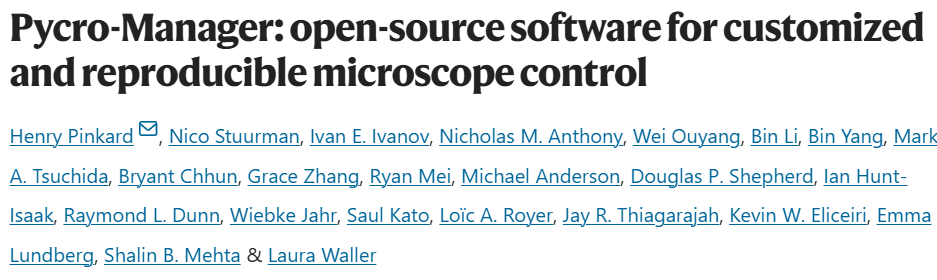 Pycro-Manager: open-source software for customized
and reproducible microscope control
Henry Pinkard, Nico Stuurman, Ivan E. Ivanov, Nicholas M. Anthony, Wei Ouyang, Bin Li, Bin Yang, Mark
A. Tsuchida, Bryant Chhun, Grace Zhang, Ryan Mei, Michael Anderson, Douglas P. Shepherd, Ian Hunt-
Isaak, Raymond L. Dunn, Wiebke Jahr, Saul Kato, Loïc A. Royer, Jay R. Thiagarajah, Kevin W. Eliceiri, Emma
Lundberg, Shalin B. Mehta & Laura Waller